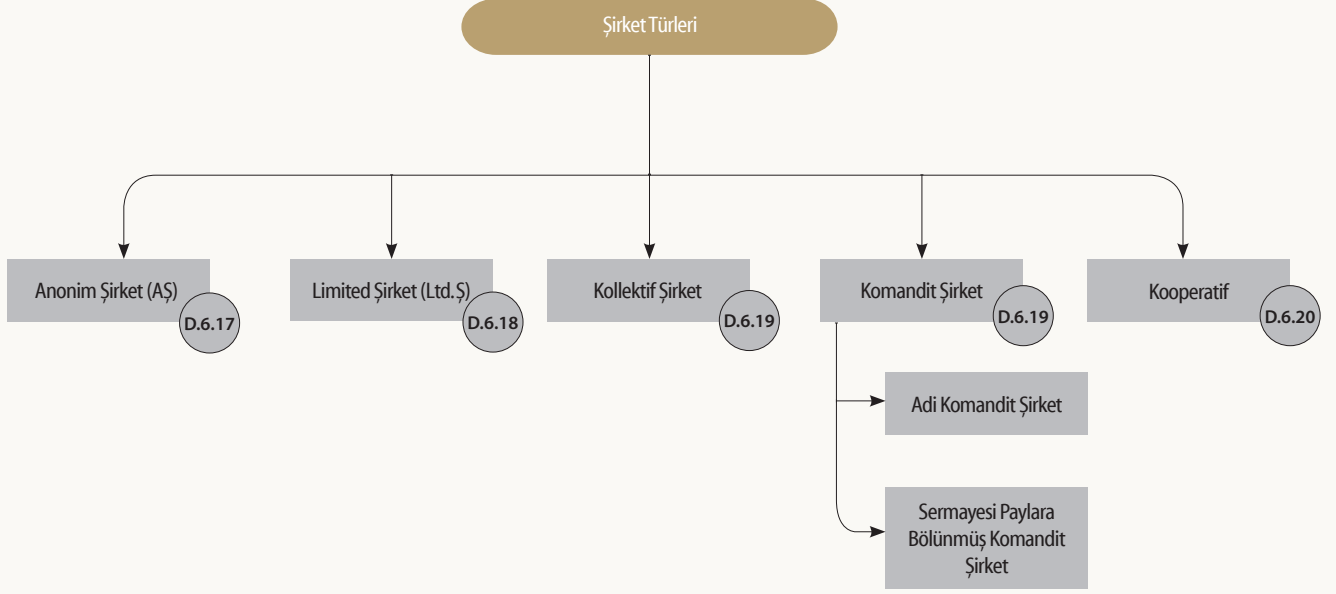 Şirket Türleri
Anonim Şirket (AŞ)
D.6.17
Limited Şirket (Ltd. Ş)
D.6.18
Kollektif Şirket
D.6.19
Komandit Şirket
D.6.19
Kooperatif
D.6.20
Adi Komandit Şirket
Sermayesi Paylara
Bölünmüş Komandit
Şirket